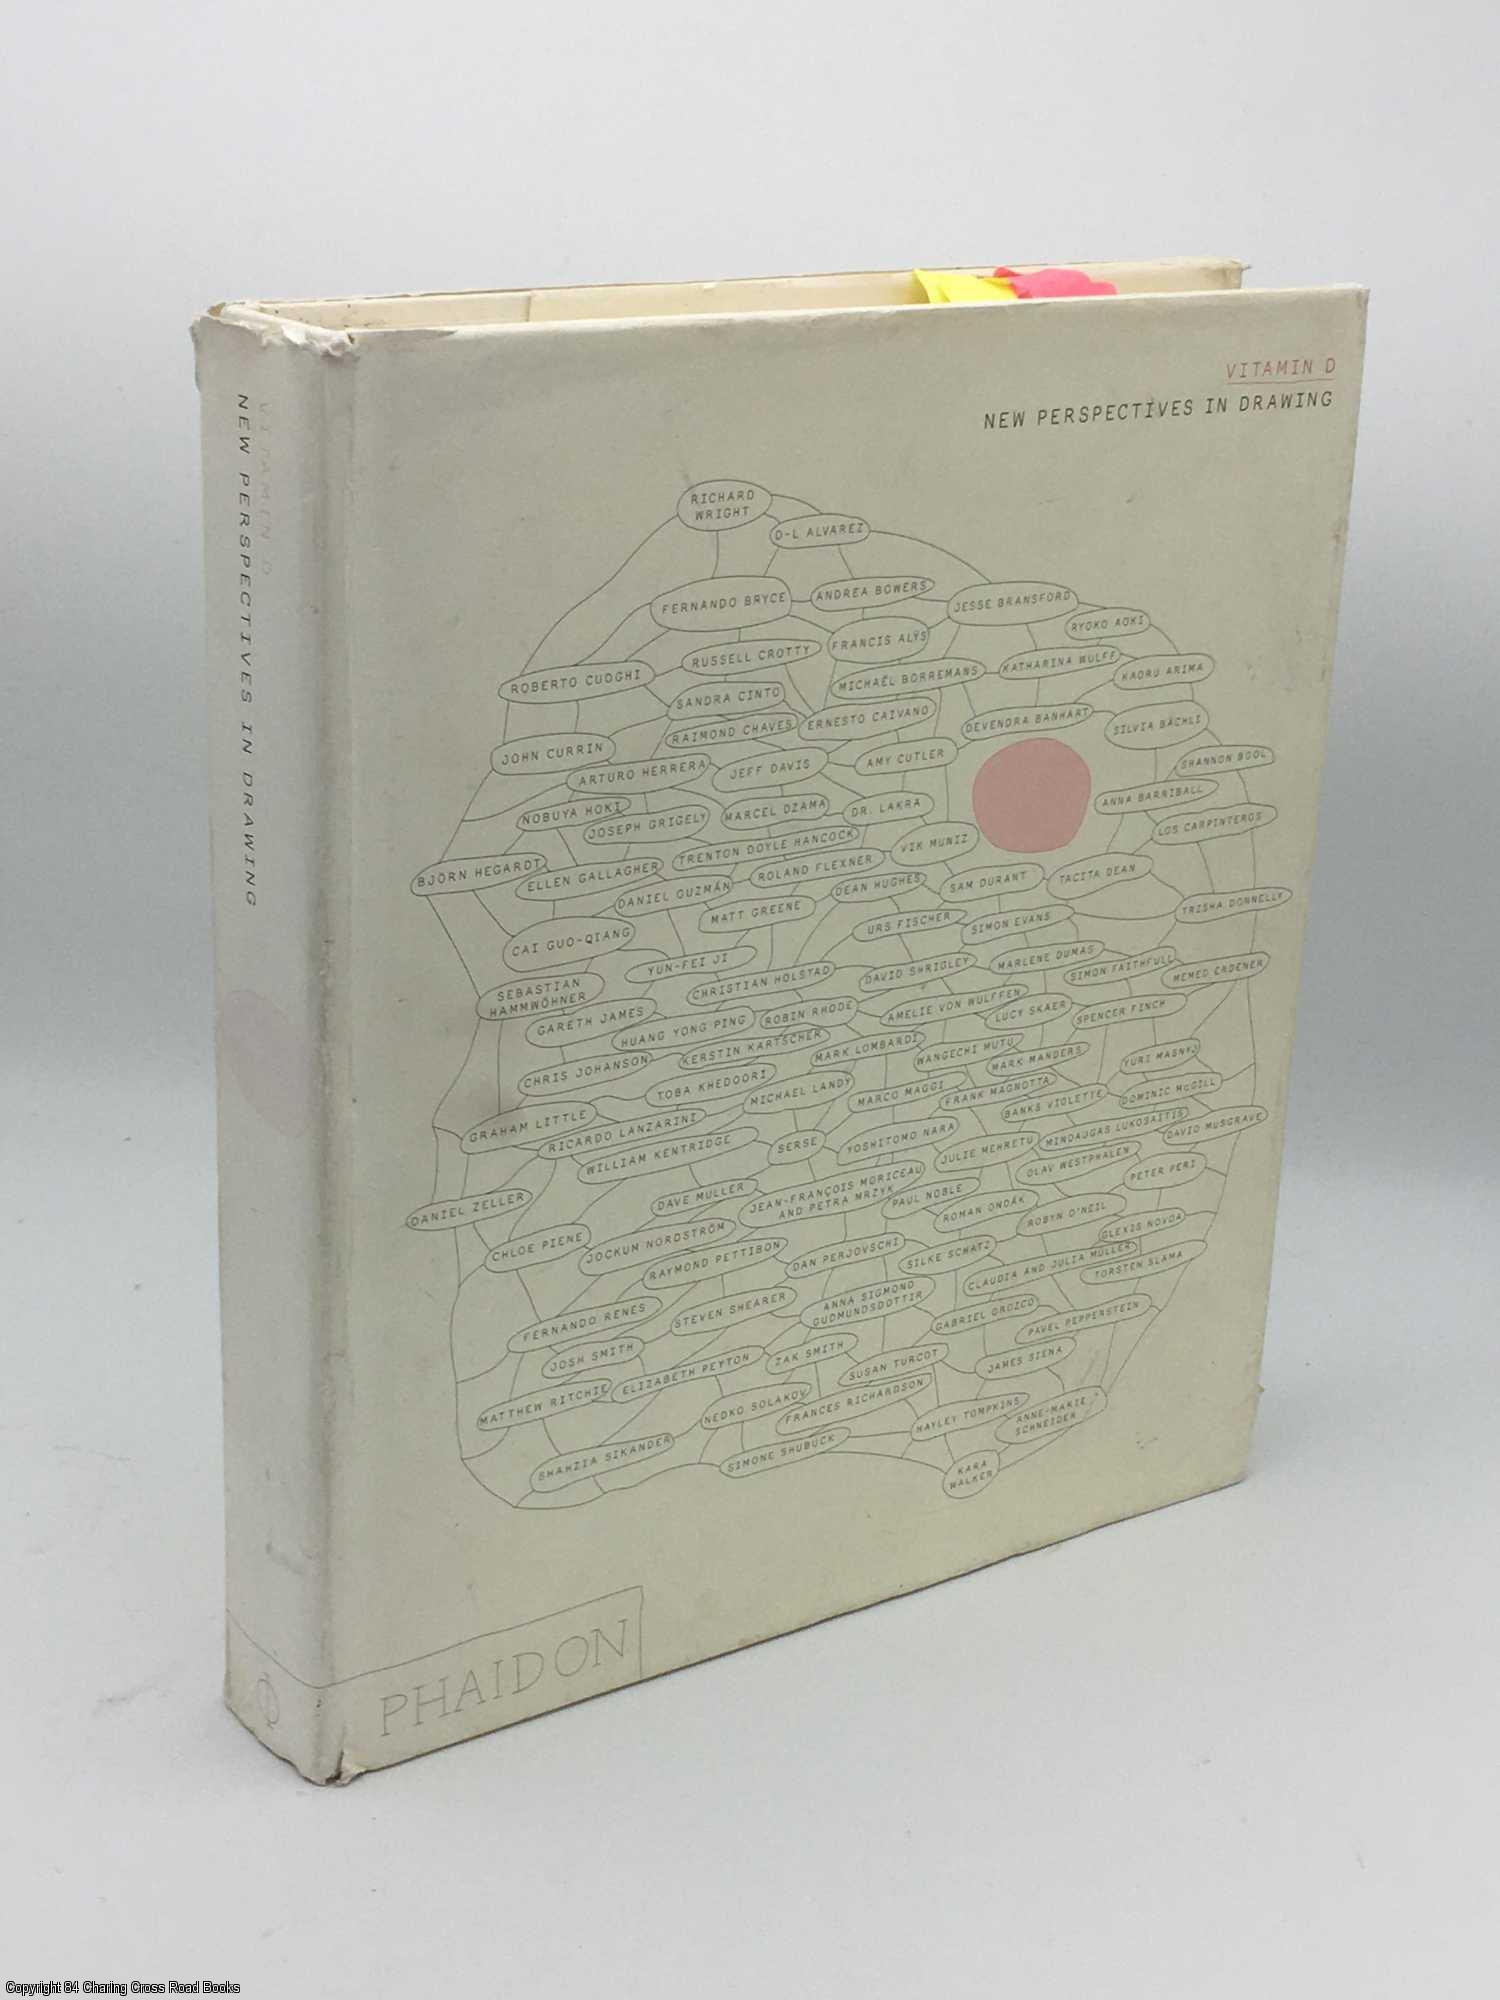 VITAMIN D
NEW PERSPECTIVES IN DRAWING
VITAMIN D
NEW PERSPECTIVES IN DRAWING
RICHARD
WRIGHT
D-L ALVAREZ
FERNANDO BRYCE
ANDREA BOWERS
JESSE BRANSFORD
RYOKO AOKI
FRANCIS ALŸS
RUSSELL CROTTY
KATHARINA WULFF
KAORU ARIMA
ROBERTO CUOGHI
MICHAËL BORREMANS
SANDRA CINTO
ERNESTO CAIVANO
DEVENDRA BANHART
SILVIA BÄCHLI
RAIMOND CHAVES
JOHN CURRIN
ARTURO HERRERA
JEFF DAVIS
AMY CUTLER
SHANNON BOOL
NOBUYA HOKI
MARCEL DZAMA
DR. LAKRA
ANNA BARRIBALL
JOSEPH GRIGELY
LOS CARPINTEROS
TRENTON DOYLE HANCOCK
VIK MUNIZ
BJÖRN HEGARDT
ELLEN GALLAGHER
ROLAND FLEXNER
DANIEL GUZMÁN
DEAN HUGHES
SAM DURANT
TACITA DEAN
MATT GREENE
TRISHA DONNELLY
URS FISCHER
SIMON EVANS
CAI GUO-QIANG
YUN-FEI JI
CHRISTIAN HOLSTAD
DAVID SHRIGLEY
MARLENE DUMAS
SIMON FAITHFULL
MEMED ERDENER
SEBASTIAN
HAMMWÖHNER
GARETH JAMES
HUANG YONG PING
ROBIN RHODE
AMELIE VON WULFFEN
LUCY SKAER
SPENCER FINCH
KERSTIN KARTSCHER
MARK LOMBARDI
WANGECHI MUTU
MARK MANDERS
YURI MASNYJ
CHRIS JOHANSON
TOBA KHEDOORI
MICHAEL LANDY
MARCO MAGGI
FRANK MAGNOTTA
BANKS VIOLETTE
DOMINIC McGILL
GRAHAM LITTLE
RICARDO LANZARINI
WILLIAM KENTRIDGE
SERSE
YOSHITOMO NARA
JULIE MEHRETU
MINDAUGAS LUKOSAITIS
DAVID MUSGRAVE
OLAV WESTPHALEN
PETER PERI
DANIEL ZELLER
DAVE MULLER
JEAN-FRANÇOIS MORICEAU
AND PETRA MRZYK
PAUL NOBLE
ROMAN ONDÁK
ROBYN O'NEIL
GLEXIS NOVOA
CHLOE PIENE
JOCKUM NORDSTRÖM
RAYMOND PETTIBON
DAN PERJOVSCHI
SILKE SCHATZ
CLAUDIA AND JULIA MÜLLER
TORSTEN SLAMA
FERNANDO RENES
STEVEN SHEARER
ANNA SIGMOND
GUDMUNDSDOTTIR
GABRIEL OROZCO
PAVEL PEPPERSTEIN
JOSH SMITH
ELIZABETH PEYTON
ZAK SMITH
SUSAN TURCOT
JAMES SIENA
MATTHEW RITCHIE
NEDKO SOLAKOV
FRANCES RICHARDSON
HAYLEY TOMPKINS
ANNE-MARIE
SCHNEIDER
SHAHZIA SIKANDER
SIMONE SHUBUCK
KARA
WALKER
PHAIDON
Copyright 84 Charing Cross Road Books